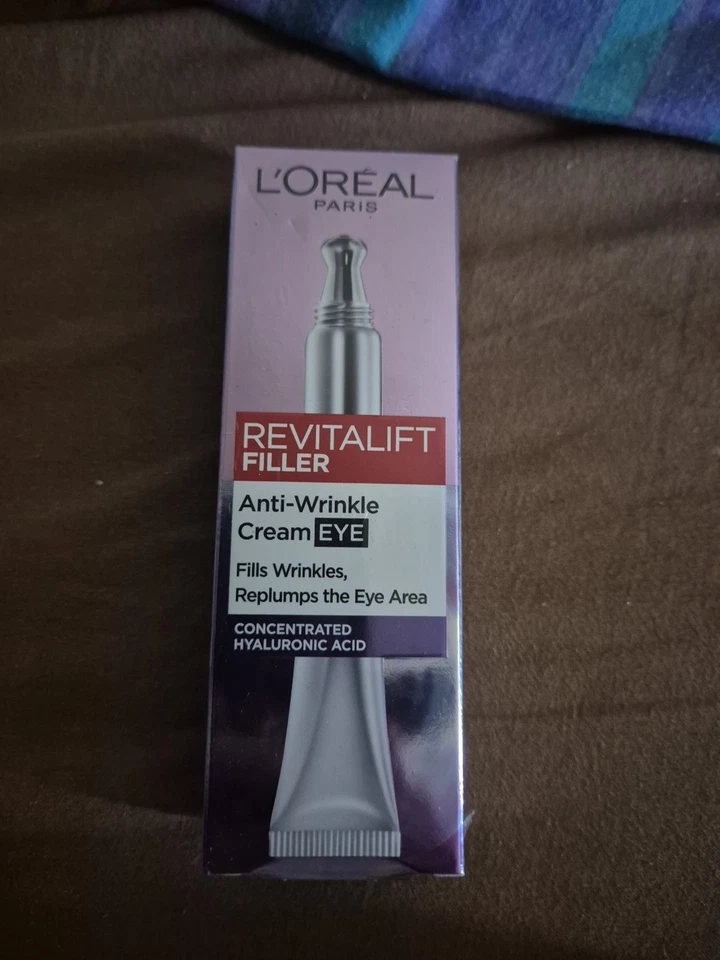 L'ORÉAL
PARIS
REVITALIFT
FILLER
Anti-Wrinkle
Cream EYE
Fills Wrinkles,
Replumps the Eye Area
CONCENTRATED
HYALURONIC ACID